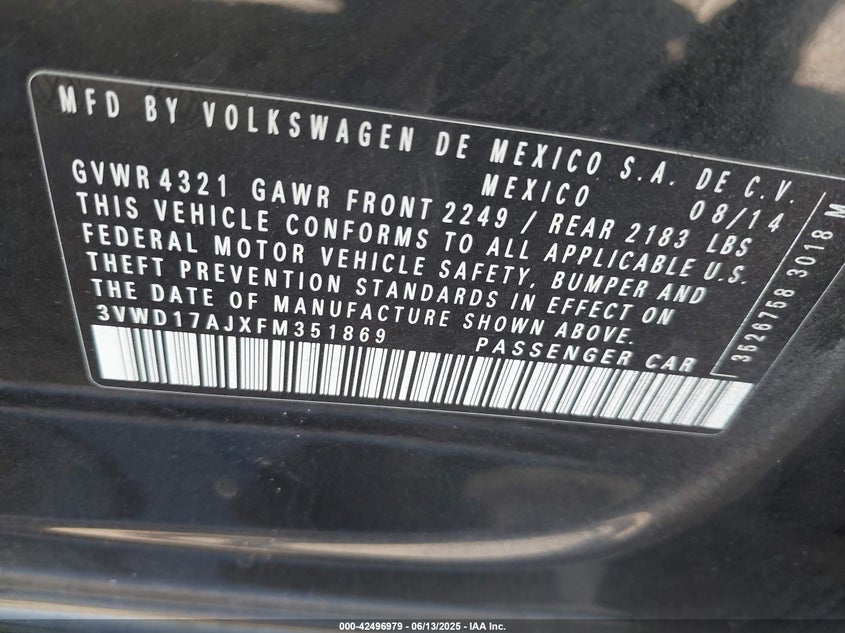 MFD BY VOLKSWAGEN DE MEXICO S.A. DE C.V.
MEXICO 08/14
GVWR 4321 GAWR FRONT 2249 / REAR 2183 LBS
THIS VEHICLE CONFORMS TO ALL APPLICABLE U.S.
FEDERAL MOTOR VEHICLE SAFETY, BUMPER AND
THEFT PREVENTION STANDARDS IN EFFECT ON
THE DATE OF MANUFACTURE SHOWN ABOVE.
3VWD17AJXFM351869 PASSENGER CAR
3526758 3018 M
000-42496979 - 06/13/2025 - IAA Inc.